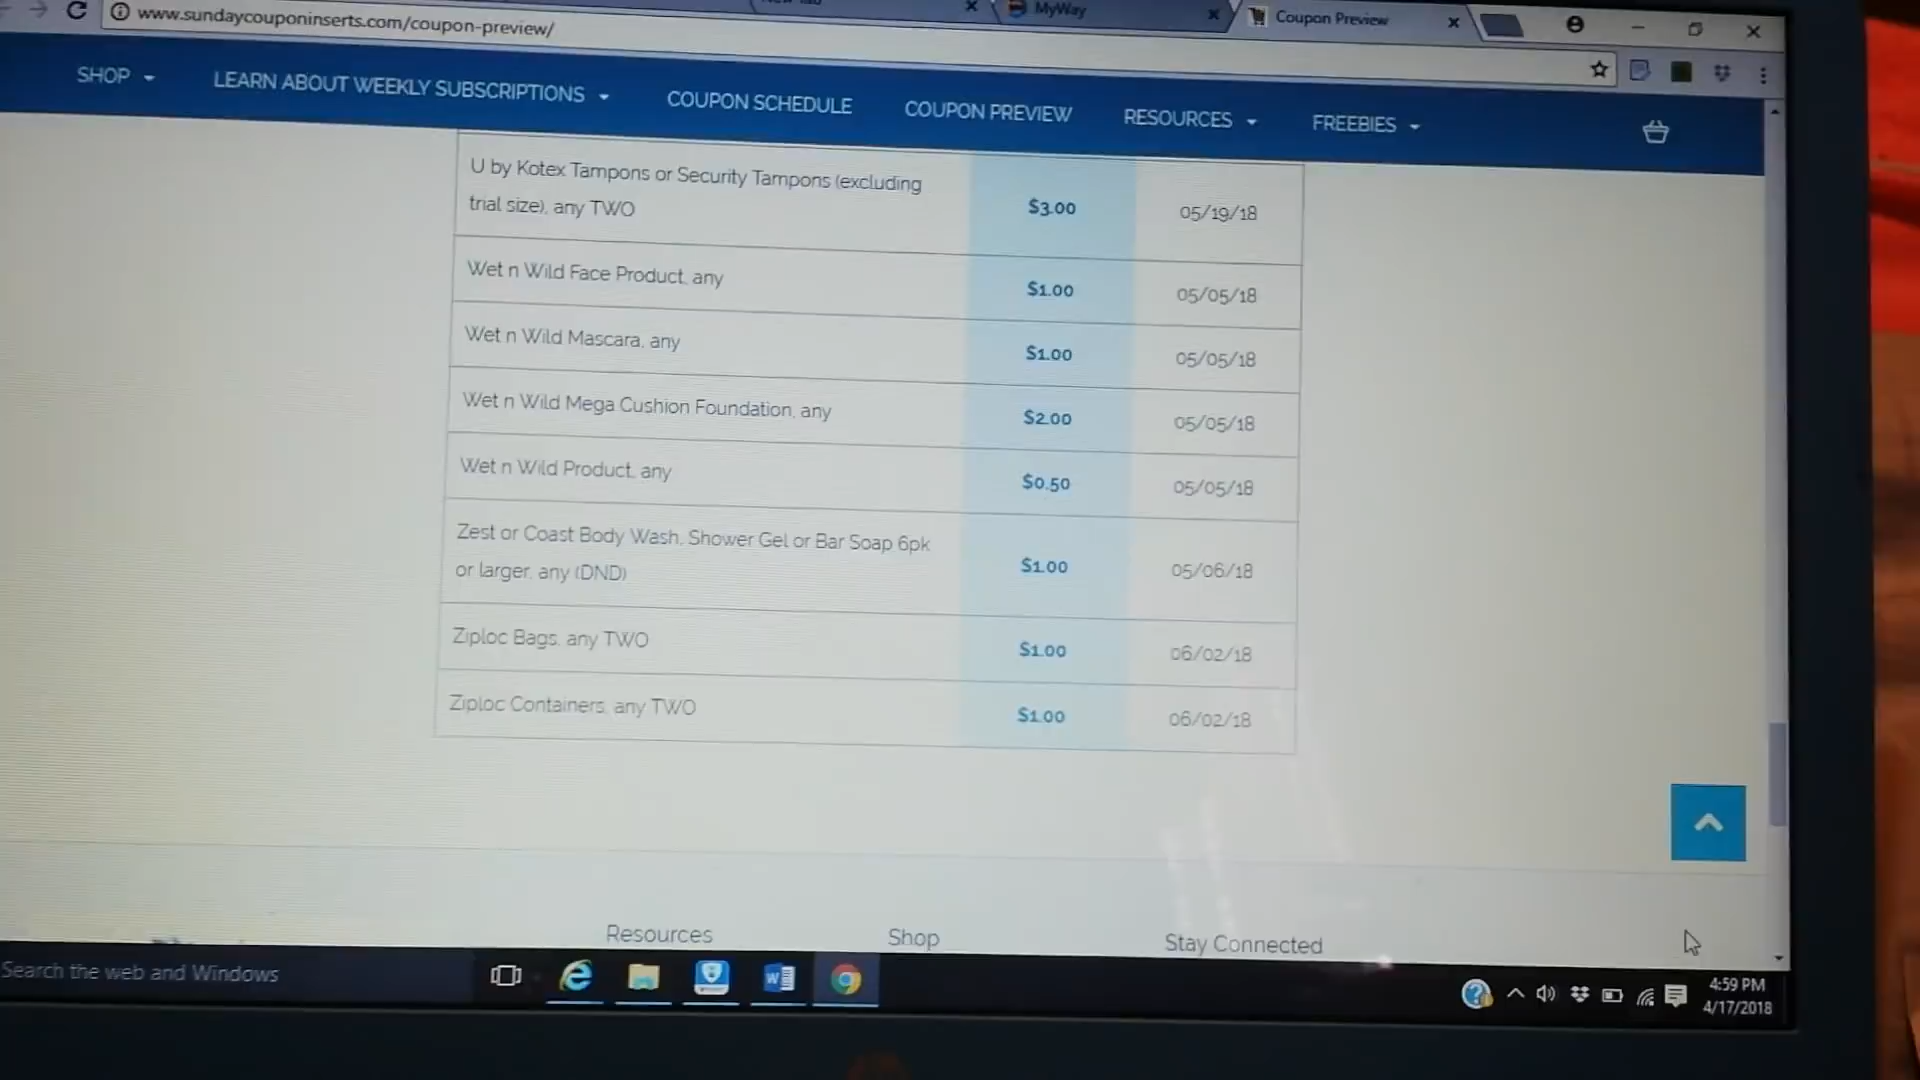 www.sundaycouponinserts.com/coupon-preview/
MyWay
Coupon Preview
SHOP
LEARN ABOUT WEEKLY SUBSCRIPTIONS
COUPON SCHEDULE
COUPON PREVIEW
RESOURCES
FREEBIES
U by Kotex Tampons or Security Tampons (excluding
trial size), any TWO
$3.00
05/19/18
Wet n Wild Face Product, any
$1.00
05/05/18
Wet n Wild Mascara, any
$1.00
05/05/18
Wet n Wild Mega Cushion Foundation, any
$2.00
05/05/18
Wet n Wild Product, any
$0.50
05/05/18
Zest or Coast Body Wash, Shower Gel or Bar Soap 6pk
or larger, any (DND)
$1.00
05/06/18
Ziploc Bags, any TWO
$1.00
06/02/18
Ziploc Containers, any TWO
$1.00
06/02/18
Resources
Shop
Stay Connected
Search the web and Windows
4:59 PM
4/17/2018